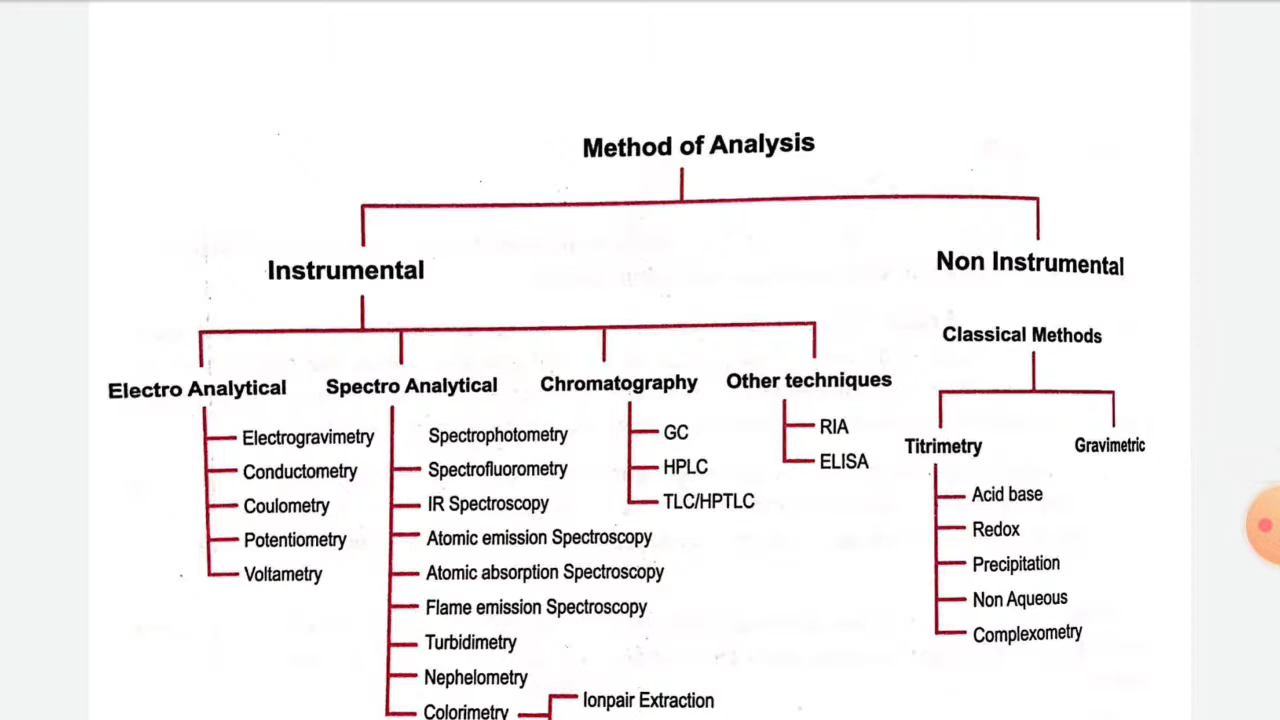 Method of Analysis
Instrumental
Non Instrumental
Classical Methods
Electro Analytical
Spectro Analytical
Chromatography
Other techniques
Electrogravimetry
Conductometry
Coulometry
Potentiometry
Voltametry
Spectrophotometry
Spectrofluorometry
IR Spectroscopy
Atomic emission Spectroscopy
Atomic absorption Spectroscopy
Flame emission Spectroscopy
Turbidimetry
Nephelometry
Colorimetry
Ionpair Extraction
GC
HPLC
TLC/HPTLC
RIA
ELISA
Titrimetry
Gravimetric
Acid base
Redox
Precipitation
Non Aqueous
Complexometry